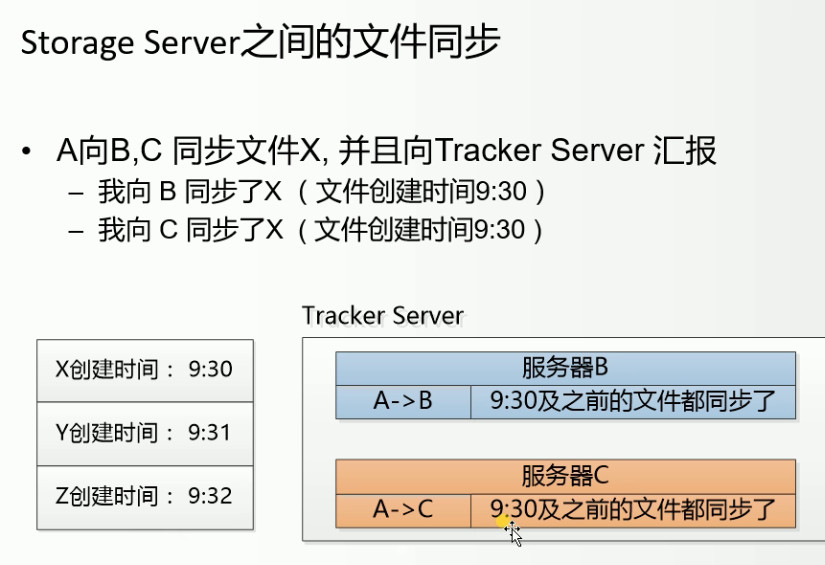 Storage Server之间的文件同步
• A向B,C 同步文件X, 并且向Tracker Server 汇报
– 我向 B 同步了X （文件创建时间9:30 ）
– 我向 C 同步了X （文件创建时间9:30 ）
Tracker Server
X创建时间： 9:30
Y创建时间： 9:31
Z创建时间： 9:32
服务器B
A->B 9:30及之前的文件都同步了
服务器C
A->C 9:30及之前的文件都同步了